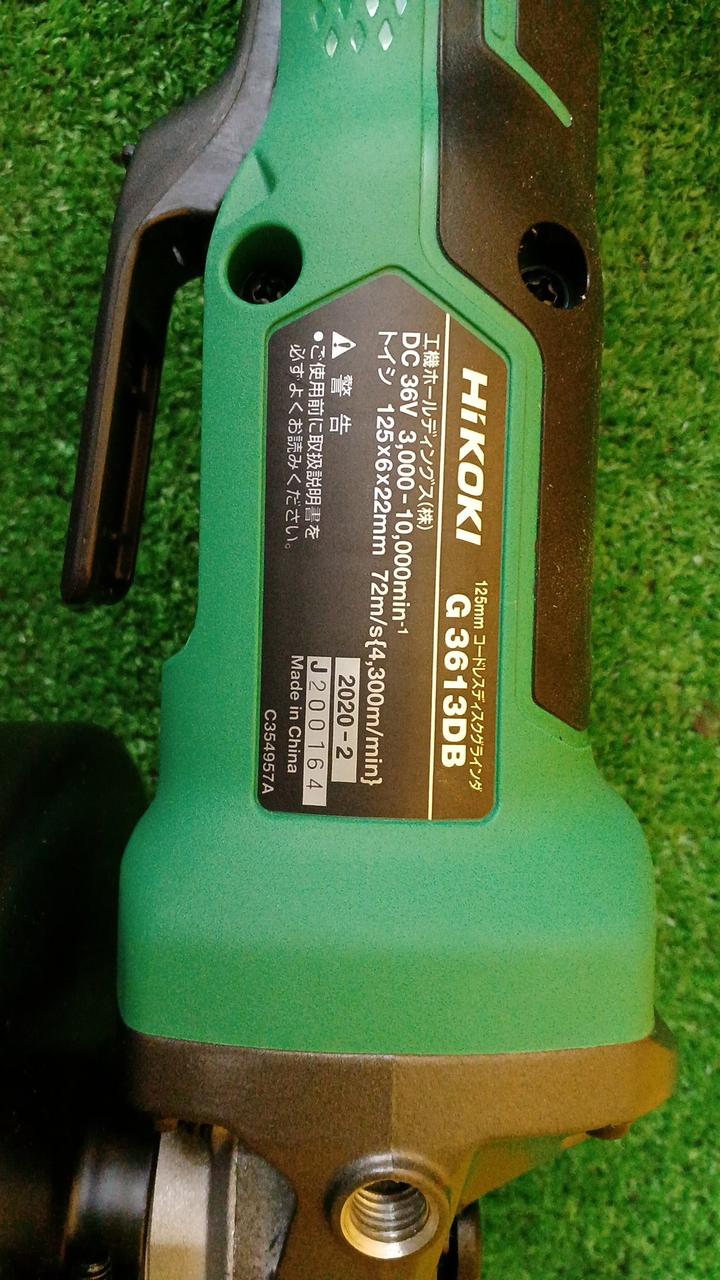 HiKOKI
125mm コードレスディスクグラインダ
G 3613DB
工機ホールディングス(株)
DC 36V 3,000-10,000min⁻¹
トイシ 125x6x22mm 72m/s{4,300m/min}
⚠ 警告
●ご使用前に取扱説明書を
必ずよくお読みください。
2020-2
J200164
Made in China
C354957A